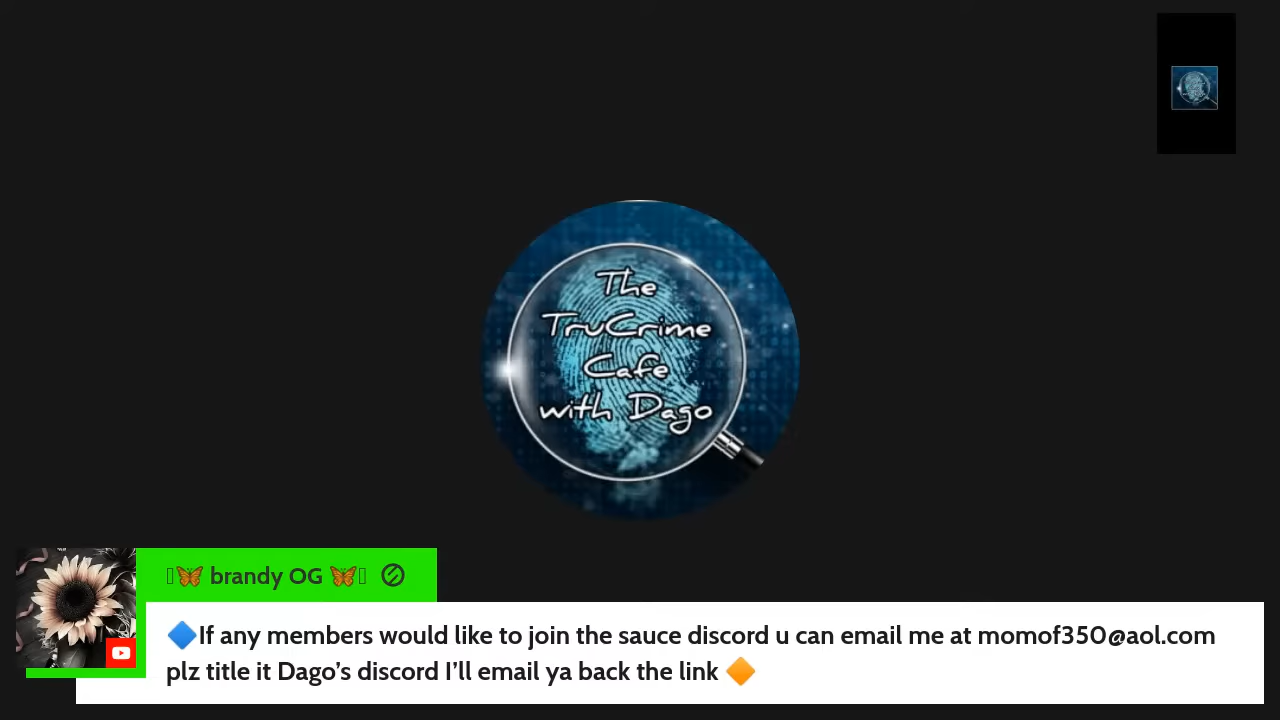 The
TruCrime
Cafe
with Dago
🦋 brandy OG 🦋
🔷If any members would like to join the sauce discord u can email me at momof350@aol.com
plz title it Dago’s discord I’ll email ya back the link 🔶